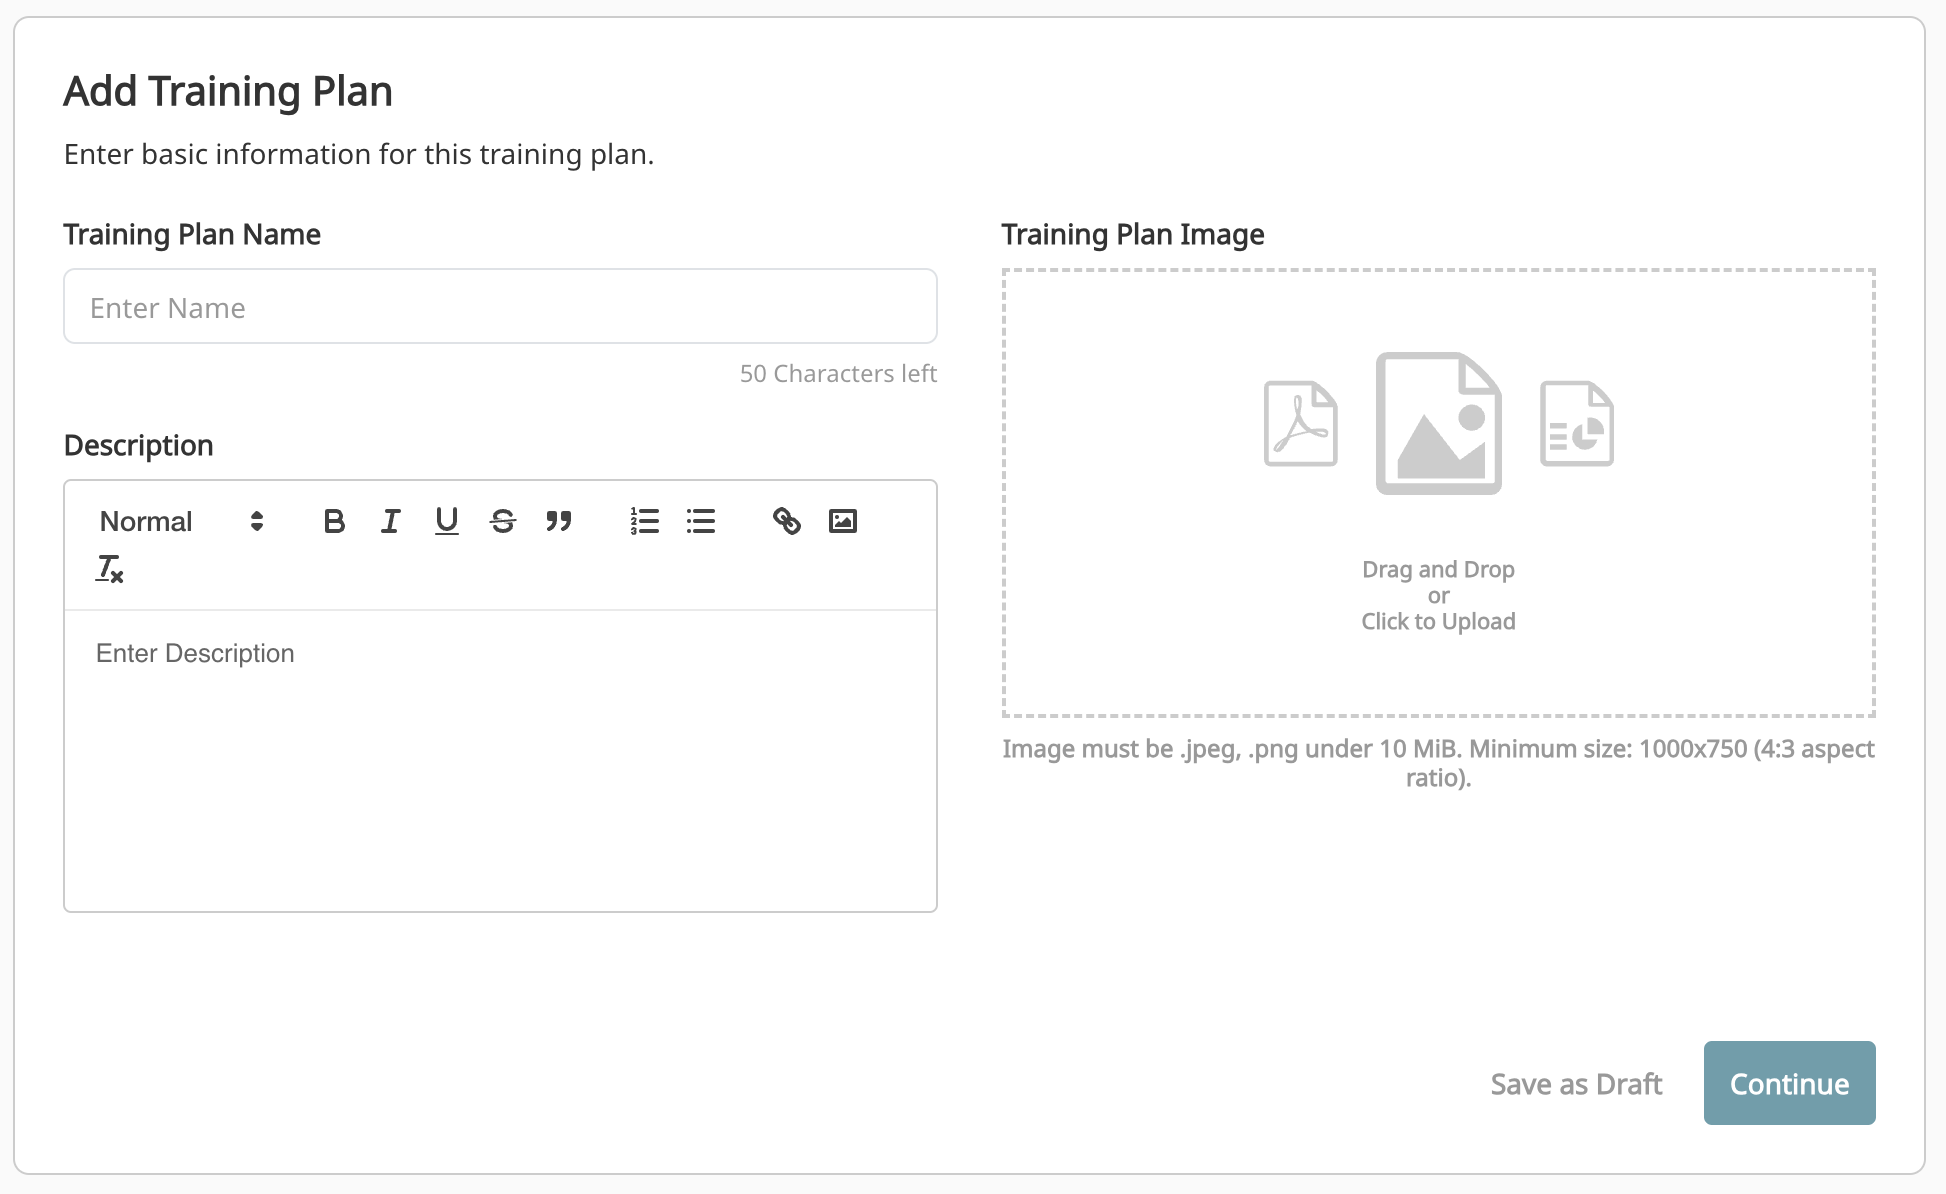 Add Training Plan
Enter basic information for this training plan.
Training Plan Name
Enter Name
50 Characters left
Description
Normal
Enter Description
Training Plan Image
Drag and Drop
or
Click to Upload
Image must be .jpeg, .png under 10 MiB. Minimum size: 1000x750 (4:3 aspect
ratio).
Save as Draft
Continue